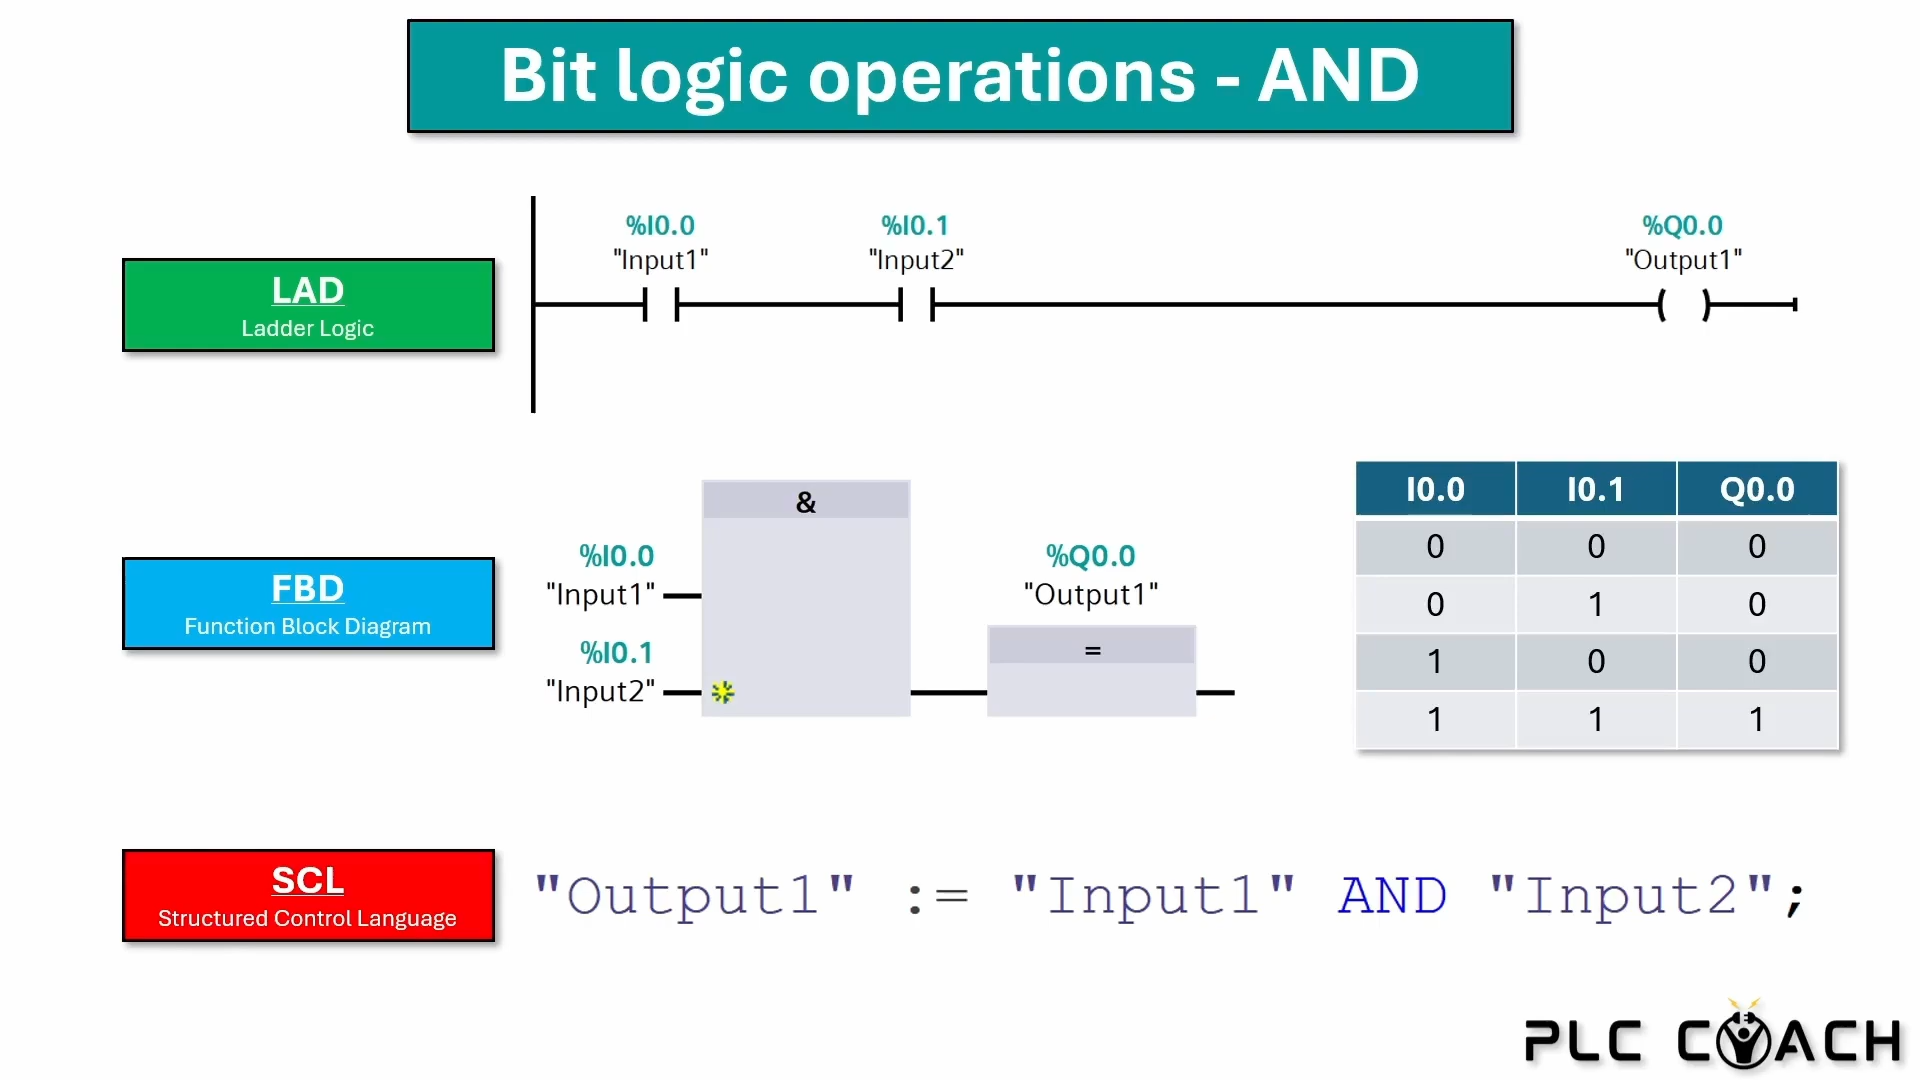 Bit logic operations - AND
LAD
Ladder Logic
%I0.0 %I0.1 %Q0.0
"Input1" "Input2" "Output1"
FBD
Function Block Diagram
&
%I0.0
"Input1"
%I0.1
"Input2"
%Q0.0
"Output1"
=
I0.0 I0.1 Q0.0
0 0 0
0 1 0
1 0 0
1 1 1
SCL
Structured Control Language
"Output1" := "Input1" AND "Input2";
PLC COACH